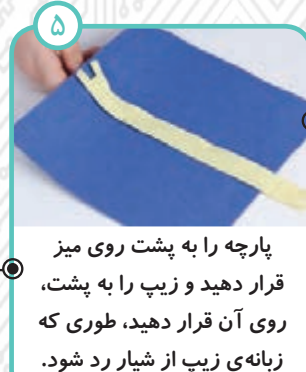 ۵
پارچه را به پشت روی میز
قرار دهید و زیپ را به پشت،
روی آن قرار دهید، طوری که
زبانه‌ی زیپ از شیار رد شود.